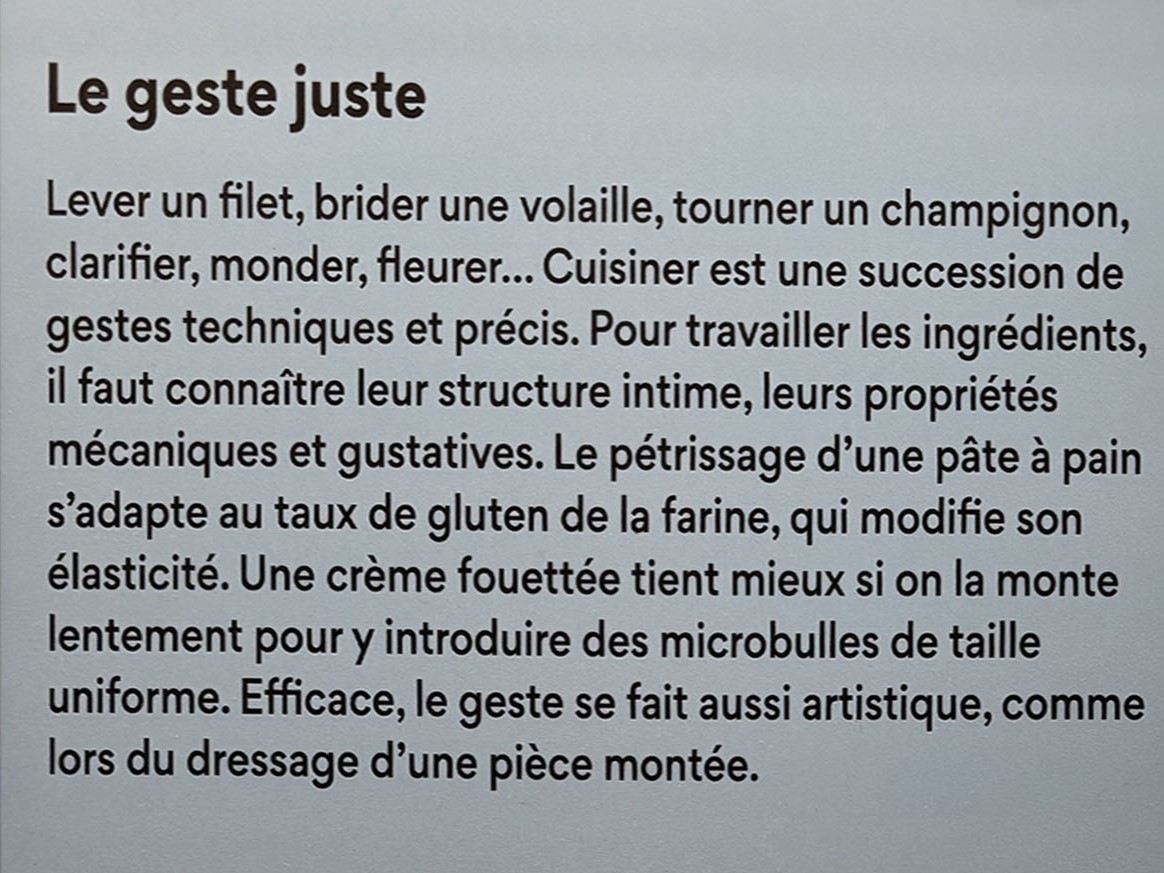 Le geste juste
Lever un filet, brider une volaille, tourner un champignon,
clarifier, monder, fleurer... Cuisiner est une succession de
gestes techniques et précis. Pour travailler les ingrédients,
il faut connaître leur structure intime, leurs propriétés
mécaniques et gustatives. Le pétrissage d’une pâte à pain
s’adapte au taux de gluten de la farine, qui modifie son
élasticité. Une crème fouettée tient mieux si on la monte
lentement pour y introduire des microbulles de taille
uniforme. Efficace, le geste se fait aussi artistique, comme
lors du dressage d’une pièce montée.